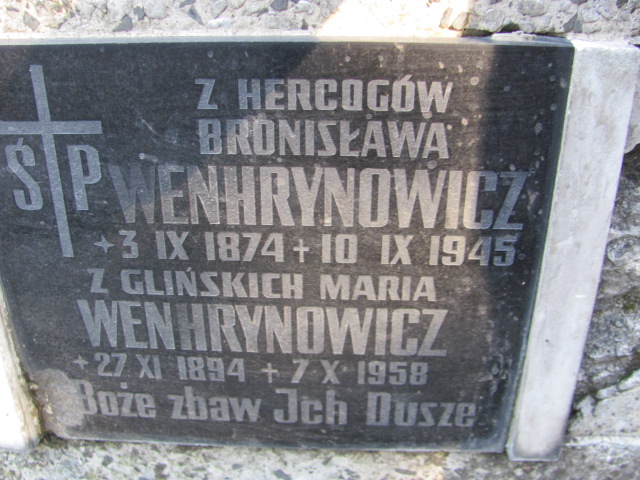 Z HERCOGÓW
BRONISŁAWA
ŚP WENHRYNOWICZ
+ 3 IX 1874 + 10 IX 1945
Z GLIŃSKICH MARIA
WENHRYNOWICZ
+ 27 XI 1894 + 7 X 1958
Boże zbaw Ich Dusze